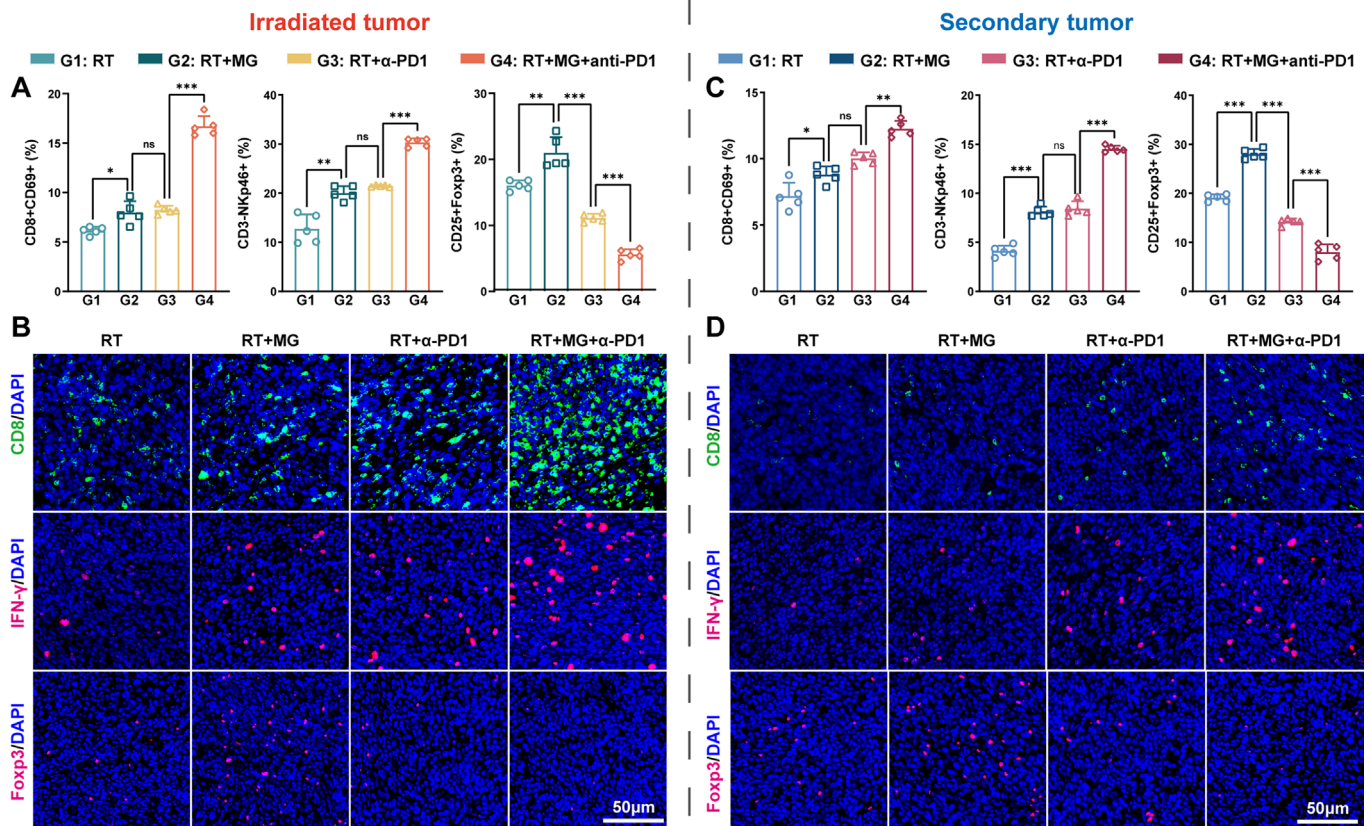 Irradiated tumor
G1: RT G2: RT+MG G3: RT+α-PD1 G4: RT+MG+anti-PD1
A
CD8+CD69+ (%)
20
15
10
5
0
*
ns
***
G1 G2 G3 G4
CD3-NKp46+ (%)
40
30
20
10
0
**
ns
***
G1 G2 G3 G4
CD25+Foxp3+ (%)
30
20
10
0
**
***
***
G1 G2 G3 G4
B
RT RT+MG RT+α-PD1 RT+MG+α-PD1
CD8/DAPI
IFN-γ/DAPI
Foxp3/DAPI
50μm
Secondary tumor
G1: RT G2: RT+MG G3: RT+α-PD1 G4: RT+MG+anti-PD1
C
CD8+CD69+ (%)
15
10
5
0
*
ns
**
G1 G2 G3 G4
CD3-NKp46+ (%)
20
15
10
5
0
***
ns
***
G1 G2 G3 G4
CD25+Foxp3+ (%)
40
30
20
10
0
***
***
***
G1 G2 G3 G4
D
RT RT+MG RT+α-PD1 RT+MG+α-PD1
CD8/DAPI
IFN-γ/DAPI
Foxp3/DAPI
50μm